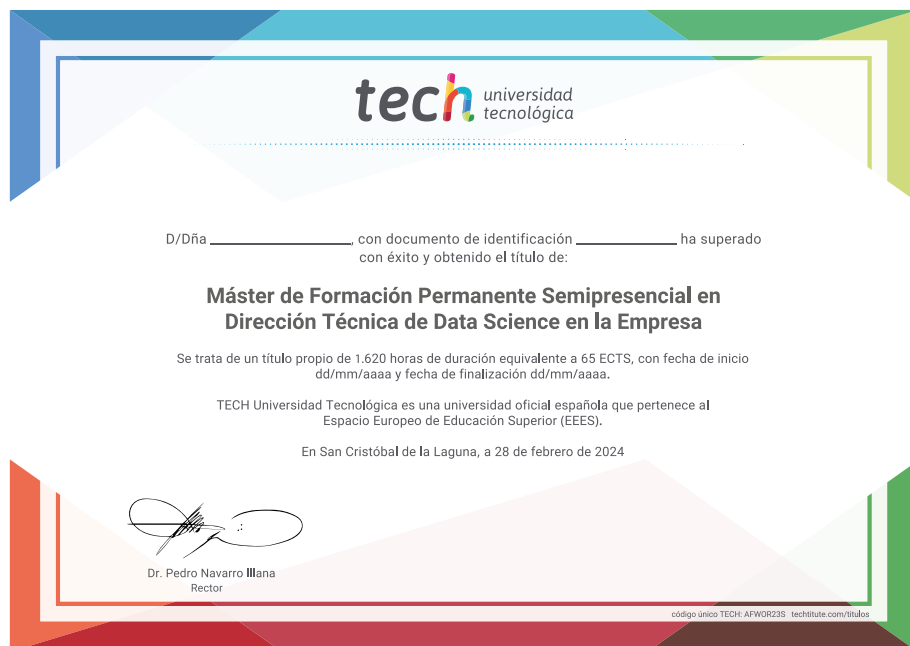 tech universidad
tecnológica
D/Dña ______________, con documento de identificación __________ ha superado
con éxito y obtenido el título de:
Máster de Formación Permanente Semipresencial en
Dirección Técnica de Data Science en la Empresa
Se trata de un título propio de 1.620 horas de duración equivalente a 65 ECTS, con fecha de inicio
dd/mm/aaaa y fecha de finalización dd/mm/aaaa.
TECH Universidad Tecnológica es una universidad oficial española que pertenece al
Espacio Europeo de Educación Superior (EEES).
En San Cristóbal de la Laguna, a 28 de febrero de 2024
Dr. Pedro Navarro Illana
Rector
código único TECH: AFWOR23S techtitute.com/titulos